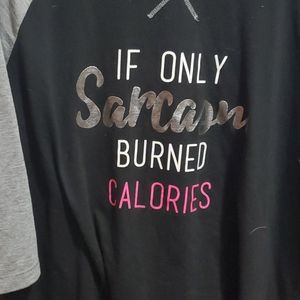 IF ONLY
Sarcasm
BURNED
CALORIES